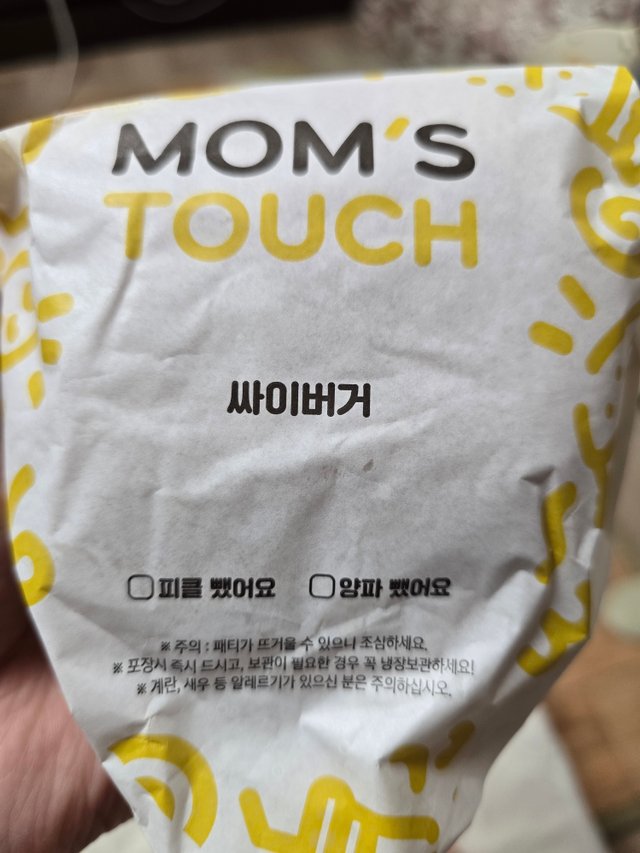 MOM'S
TOUCH
싸이버거
피클 뺐어요 양파 뺐어요
※ 주의 : 패티가 뜨거울 수 있으니 조심하세요.
※ 포장시 즉시 드시고, 보관이 필요한 경우 꼭 냉장보관하세요!
※ 계란, 새우 등 알레르기가 있으신 분은 주의하십시오.